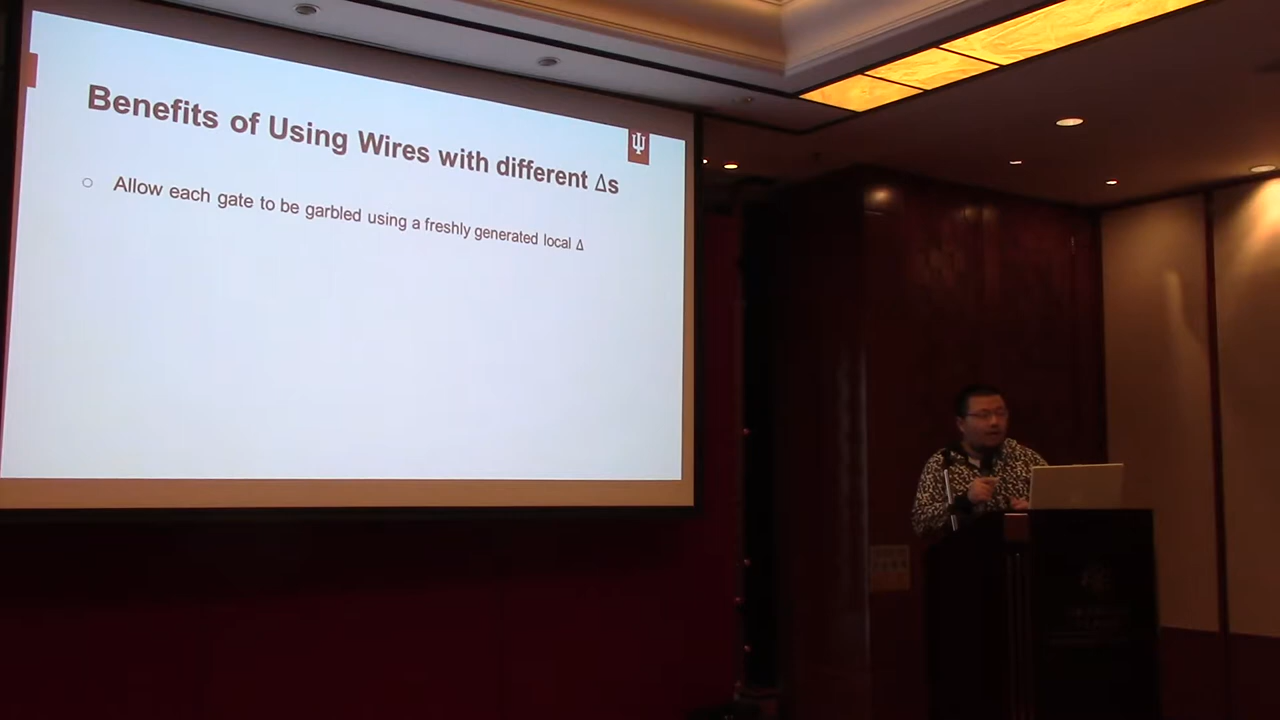 Benefits of Using Wires with different Δs
○ Allow each gate to be garbled using a freshly generated local Δ